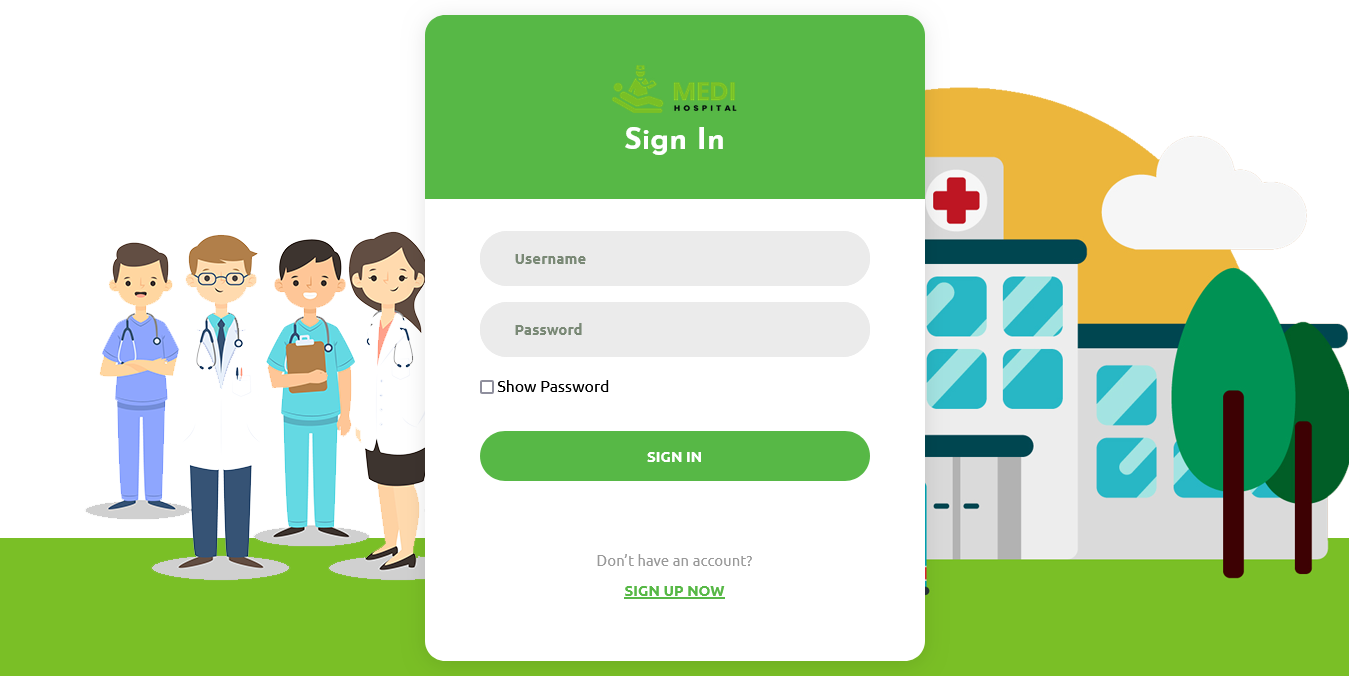 MEDI
HOSPITAL
Sign In
Username
Password
Show Password
SIGN IN
Don’t have an account?
SIGN UP NOW